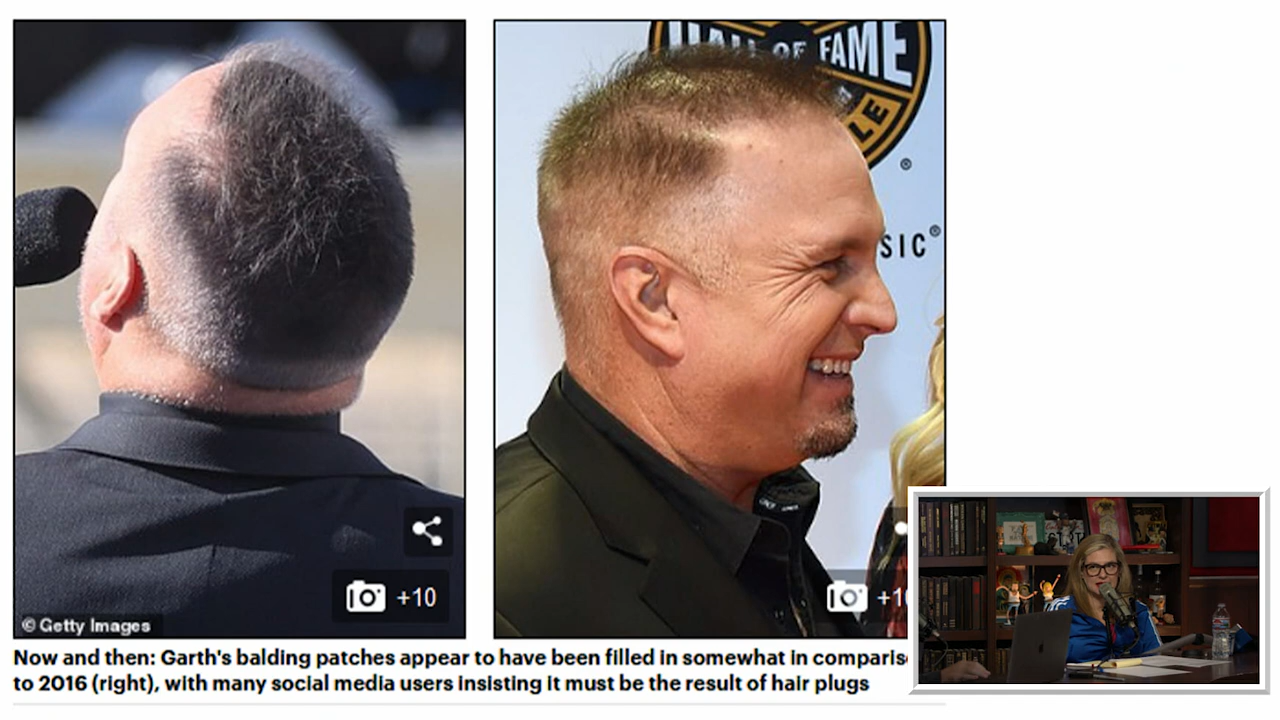 HALL OF FAME
LE
®
SIC®
+10
+10
© Getty Images
Now and then: Garth's balding patches appear to have been filled in somewhat in comparis
to 2016 (right), with many social media users insisting it must be the result of hair plugs